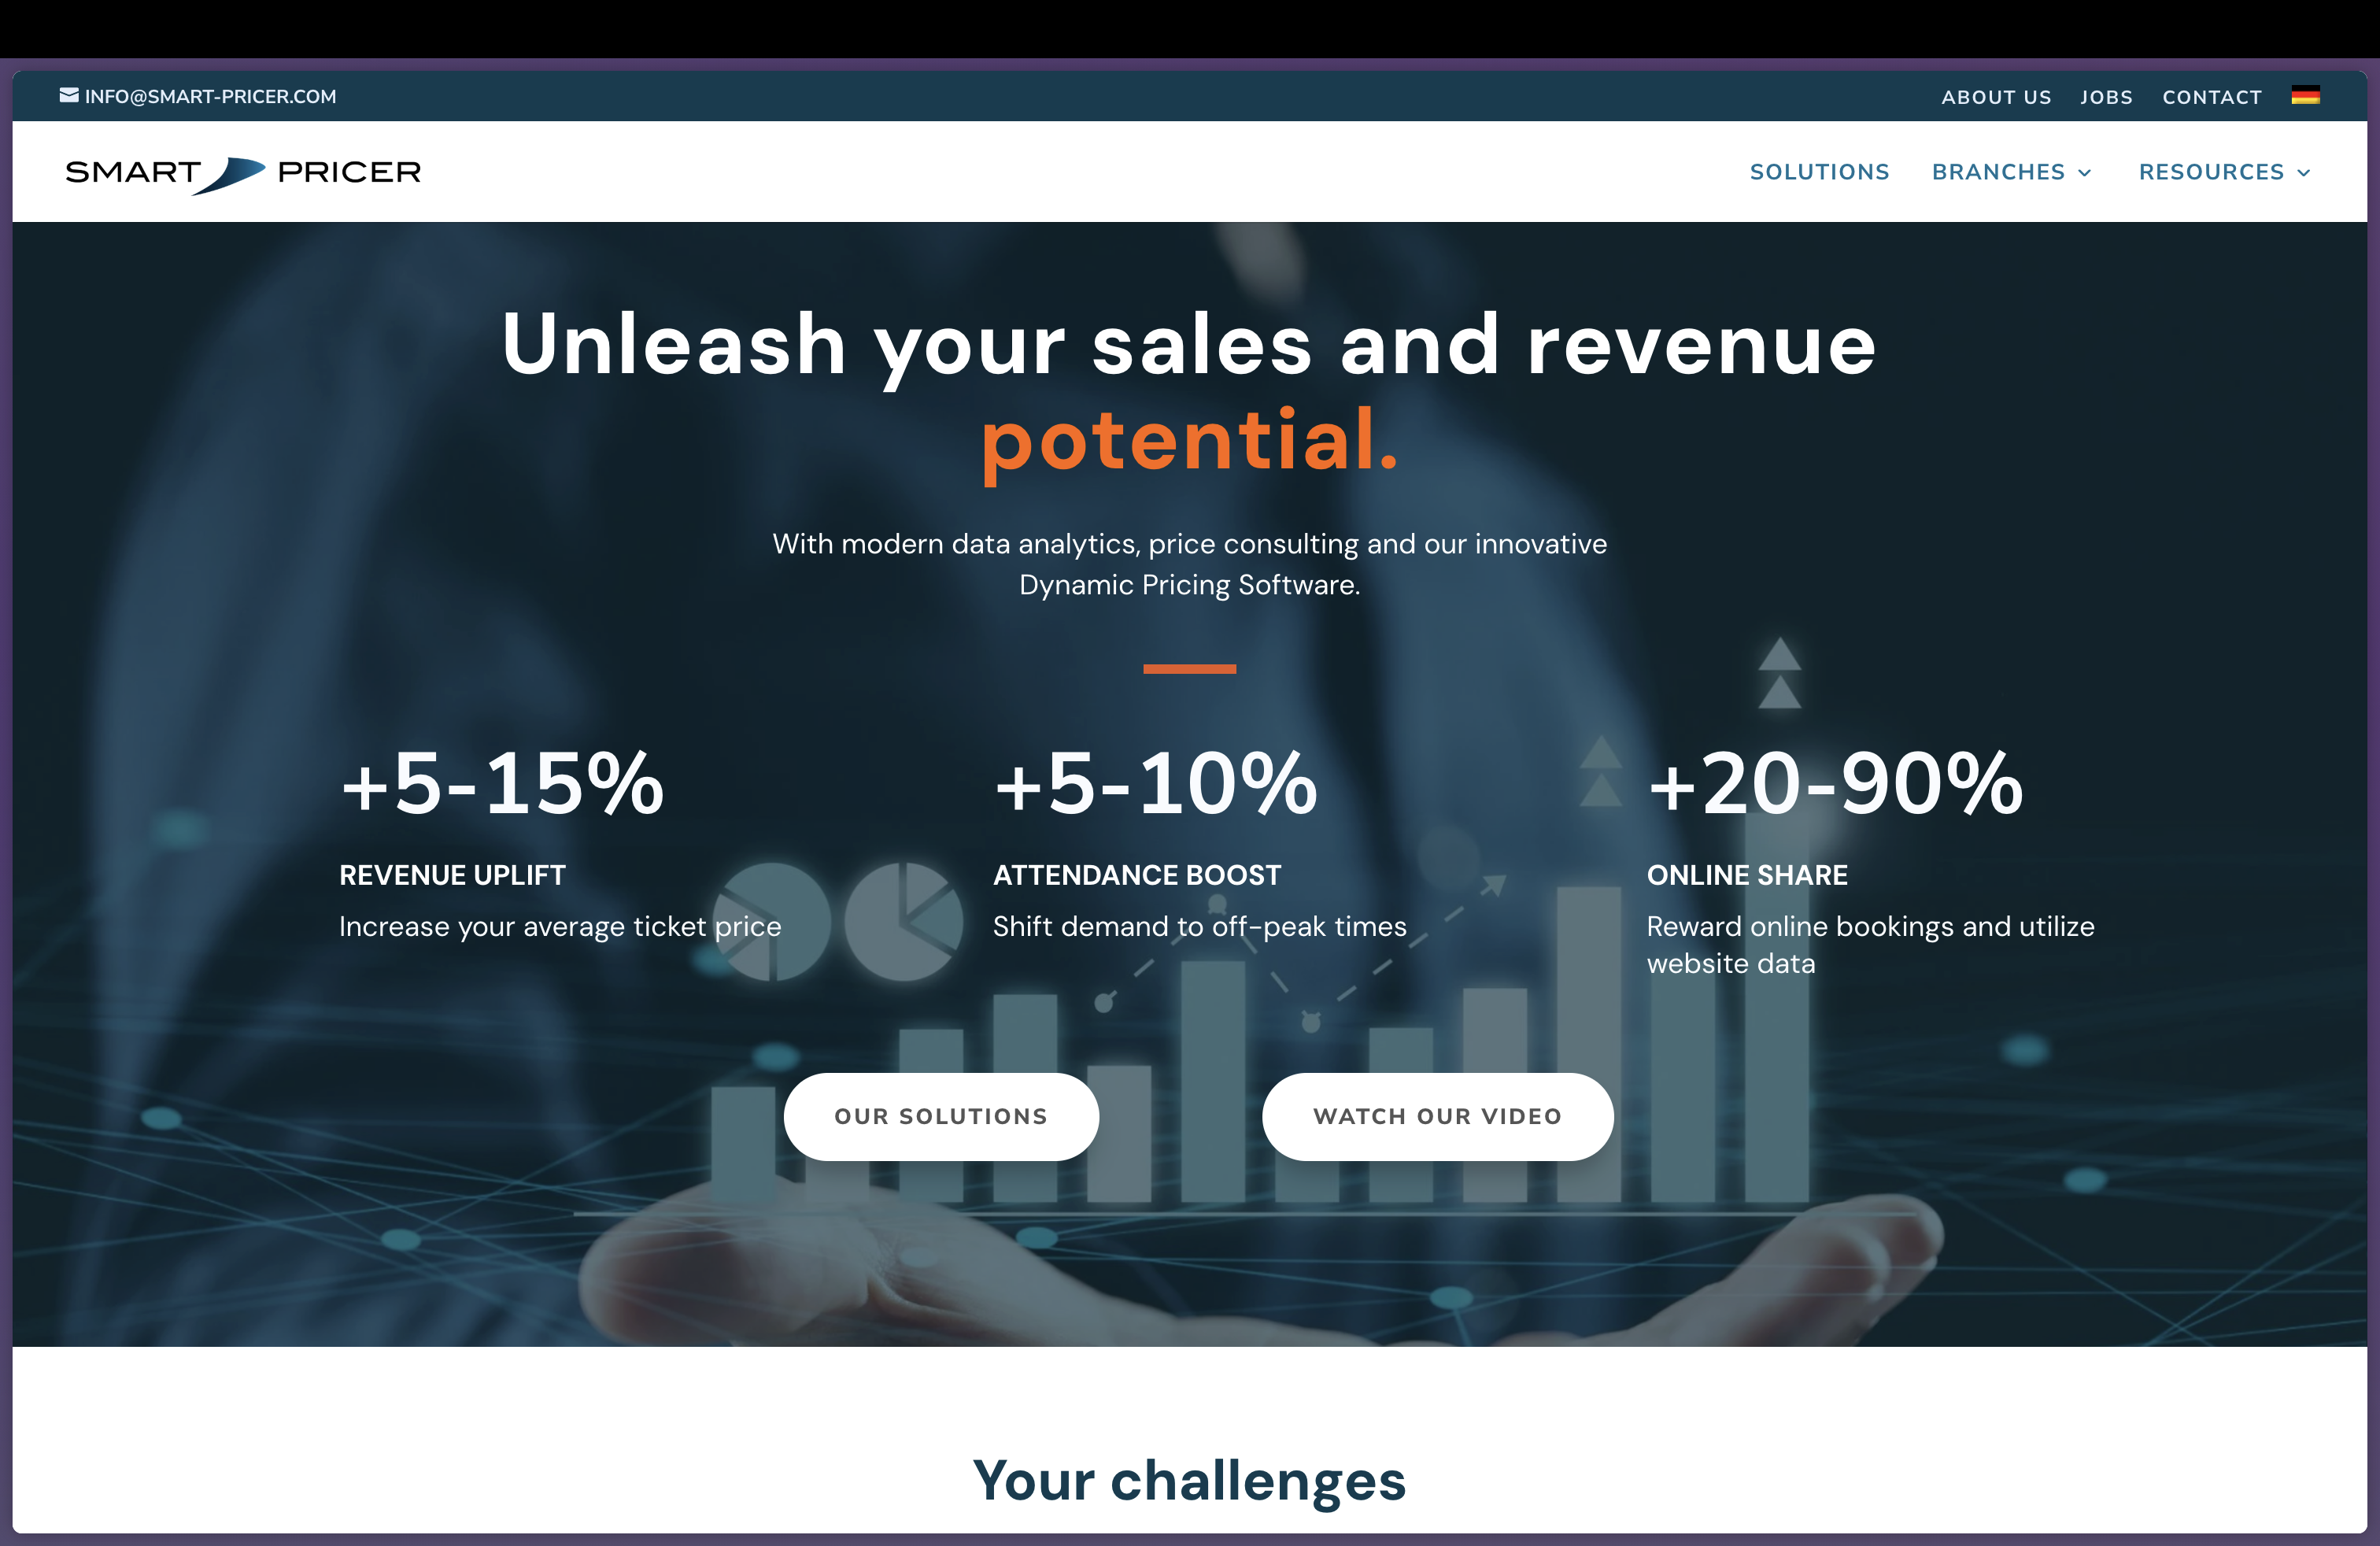 INFO@SMART-PRICER.COM
ABOUT US
JOBS
CONTACT
SMART PRICER
SOLUTIONS
BRANCHES
RESOURCES
Unleash your sales and revenue
potential.
With modern data analytics, price consulting and our innovative
Dynamic Pricing Software.
+5-15%
REVENUE UPLIFT
Increase your average ticket price
+5-10%
ATTENDANCE BOOST
Shift demand to off-peak times
+20-90%
ONLINE SHARE
Reward online bookings and utilize
website data
OUR SOLUTIONS
WATCH OUR VIDEO
Your challenges